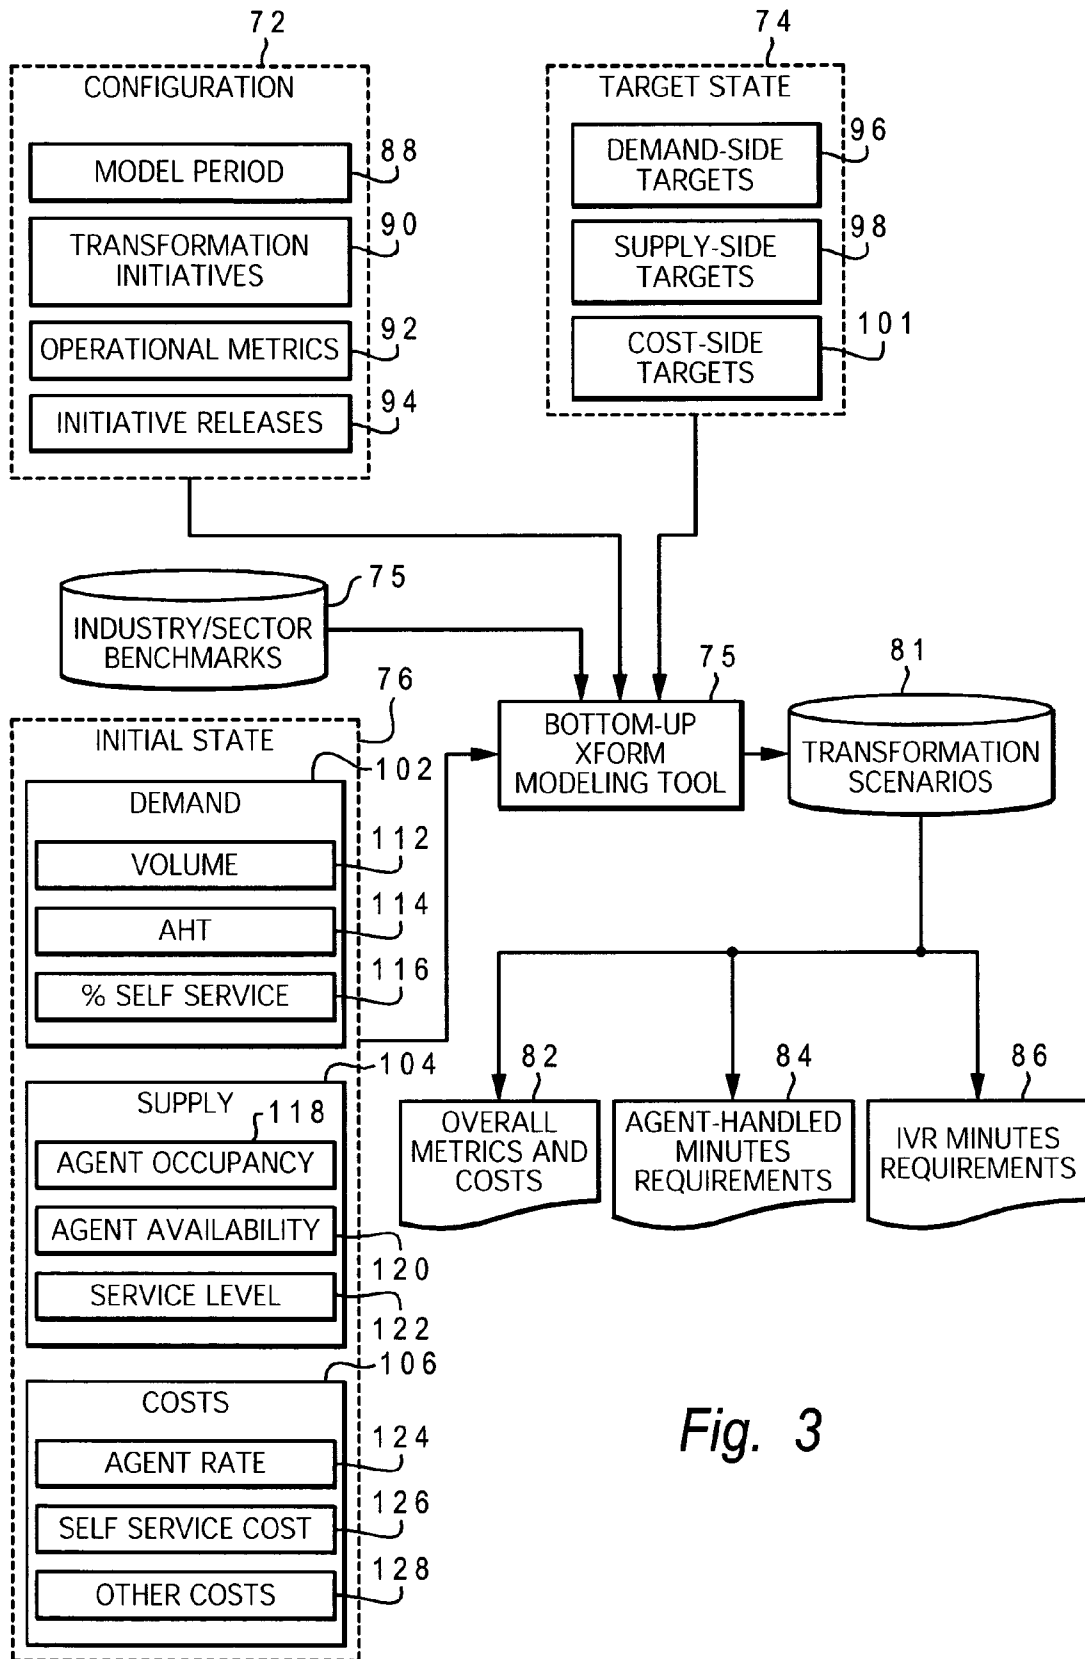 72
CONFIGURATION
MODEL PERIOD
88
TRANSFORMATION
INITIATIVES
90
OPERATIONAL METRICS
92
INITIATIVE RELEASES
94
74
TARGET STATE
DEMAND-SIDE
TARGETS
96
SUPPLY-SIDE
TARGETS
98
COST-SIDE
TARGETS
101
INDUSTRY/SECTOR
BENCHMARKS
75
BOTTOM-UP
XFORM
MODELING TOOL
75
TRANSFORMATION
SCENARIOS
81
76
INITIAL STATE
102
DEMAND
VOLUME
112
AHT
114
% SELF SERVICE
116
104
SUPPLY
118
AGENT OCCUPANCY
AGENT AVAILABILITY
120
SERVICE LEVEL
122
106
COSTS
AGENT RATE
124
SELF SERVICE COST
126
OTHER COSTS
128
82
OVERALL
METRICS AND
COSTS
84
AGENT-HANDLED
MINUTES
REQUIREMENTS
86
IVR MINUTES
REQUIREMENTS
Fig. 3